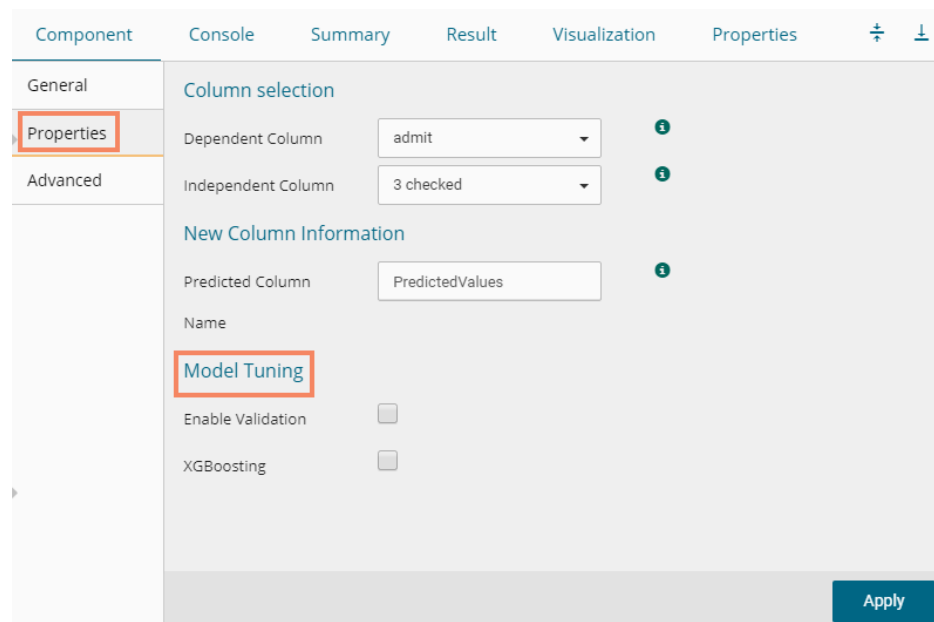 Component Console Summary Result Visualization Properties
General
Properties
Advanced
Column selection
Dependent Column admit
Independent Column 3 checked
New Column Information
Predicted Column PredictedValues
Name
Model Tuning
Enable Validation
XGBoosting
Apply